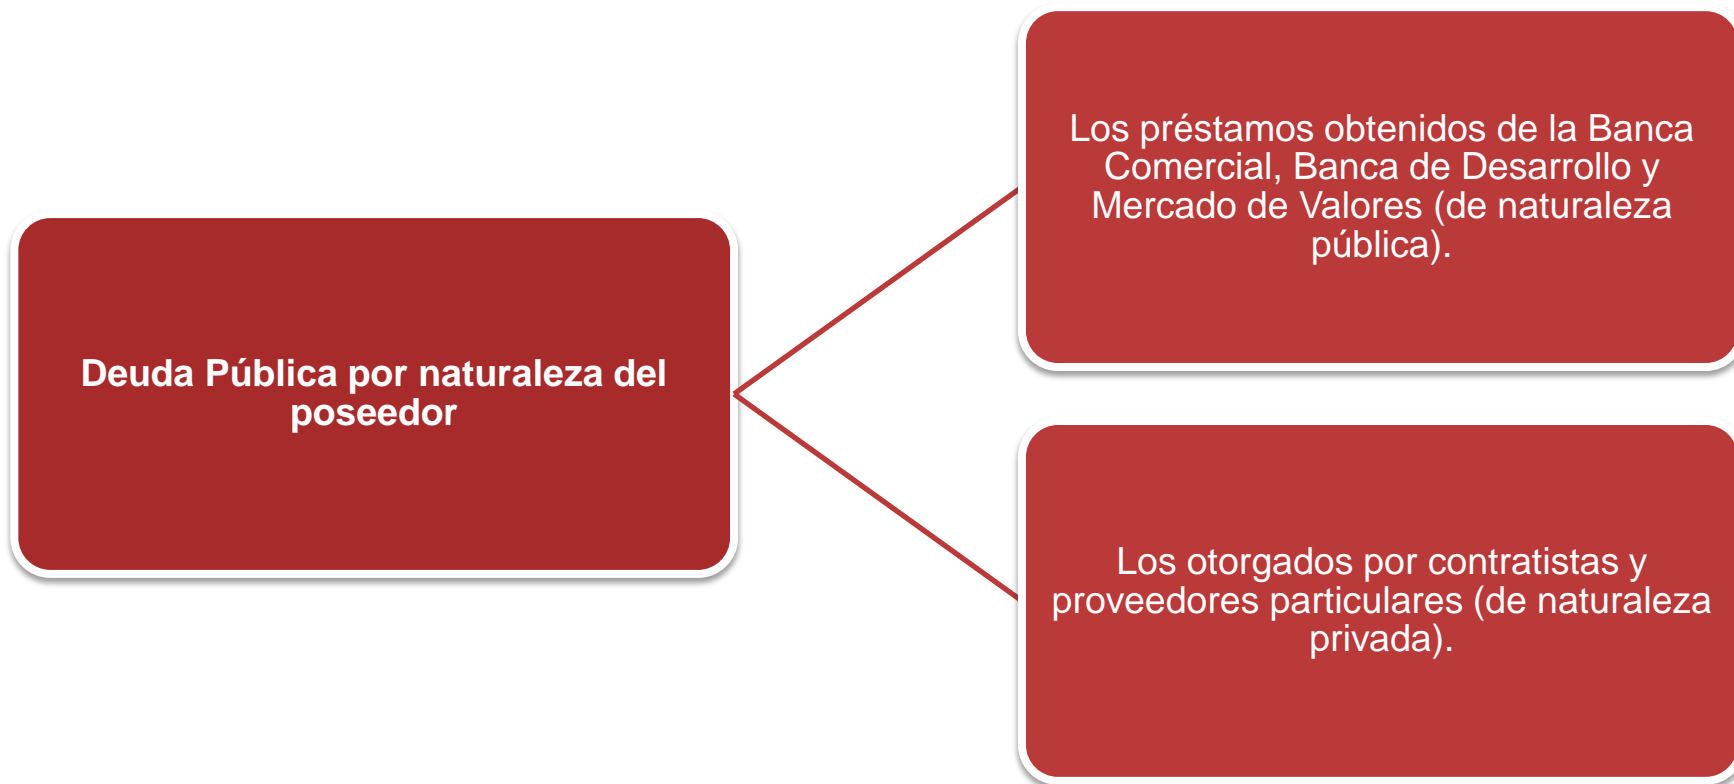 Deuda Pública por naturaleza del
poseedor
Los préstamos obtenidos de la Banca
Comercial, Banca de Desarrollo y
Mercado de Valores (de naturaleza
pública).
Los otorgados por contratistas y
proveedores particulares (de naturaleza
privada).